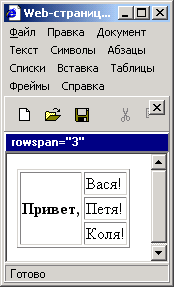 Web-страниц...
Файл Правка Документ
Текст Символы Абзацы
Списки Вставка Таблицы
Фреймы Справка
rowspan="3"
Вася!
Привет, Петя!
Коля!
Готово